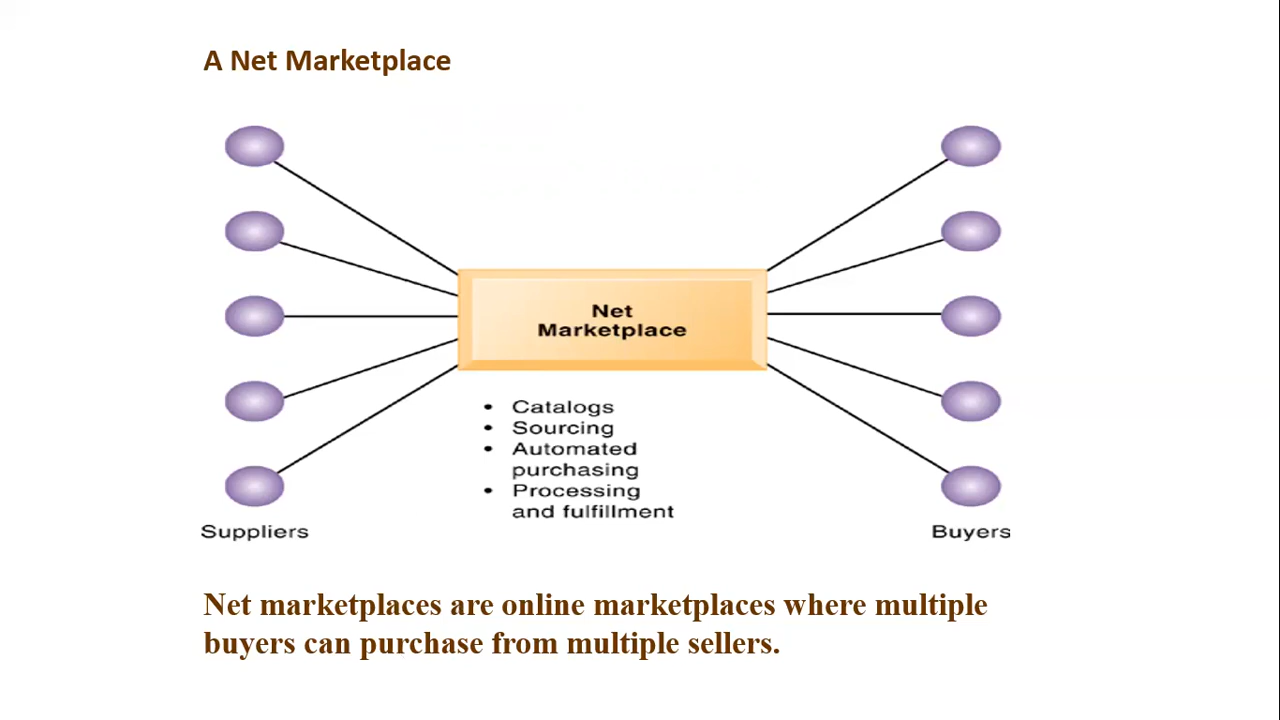 A Net Marketplace
Net
Marketplace
• Catalogs
• Sourcing
• Automated
purchasing
• Processing
and fulfillment
Suppliers
Buyers
Net marketplaces are online marketplaces where multiple
buyers can purchase from multiple sellers.